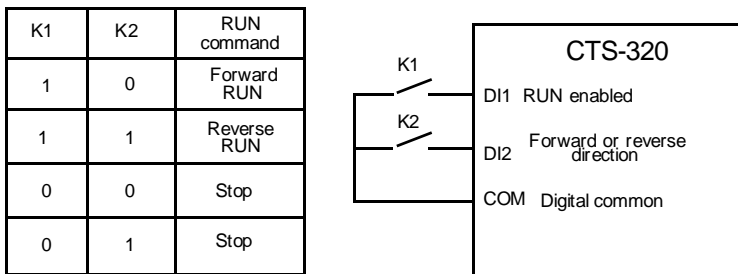 K1 K2 RUN command
1 0 Forward RUN
1 1 Reverse RUN
0 0 Stop
0 1 Stop
CTS-320
K1
DI1 RUN enabled
K2
DI2 Forward or reverse direction
COM Digital common